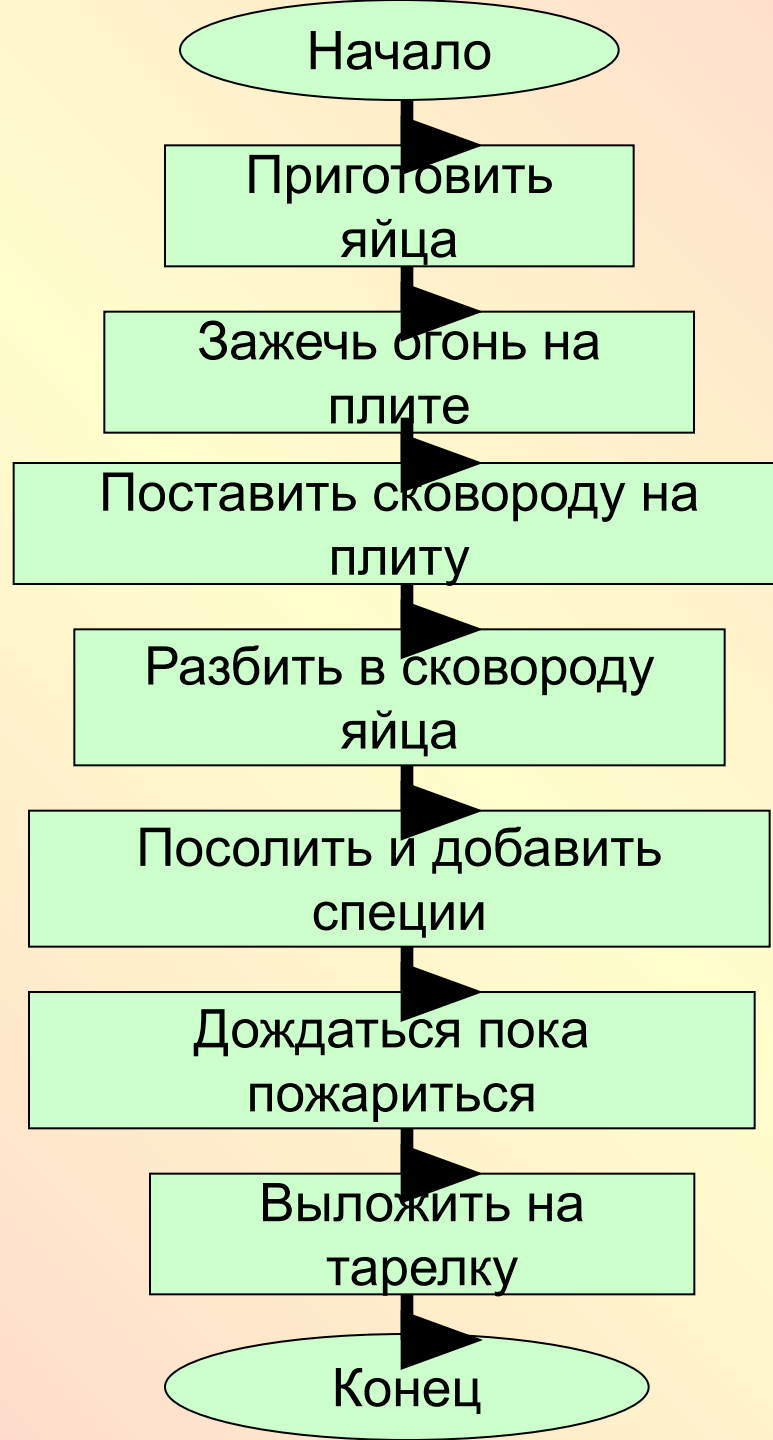 Начало
Приготовить
яйца
Зажечь огонь на
плите
Поставить сковороду на
плиту
Разбить в сковороду
яйца
Посолить и добавить
специи
Дождаться пока
пожариться
Выложить на
тарелку
Конец